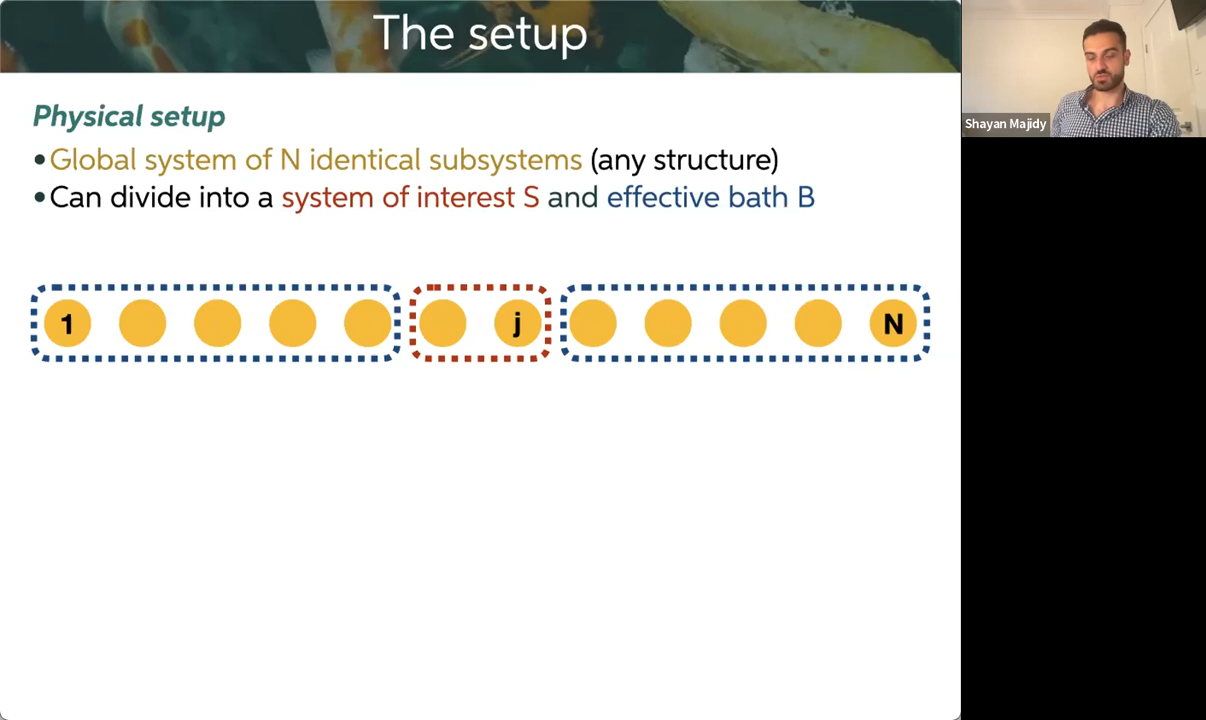 The setup
Physical setup
•Global system of N identical subsystems (any structure)
•Can divide into a system of interest S and effective bath B
1 j N
Shayan Majidy